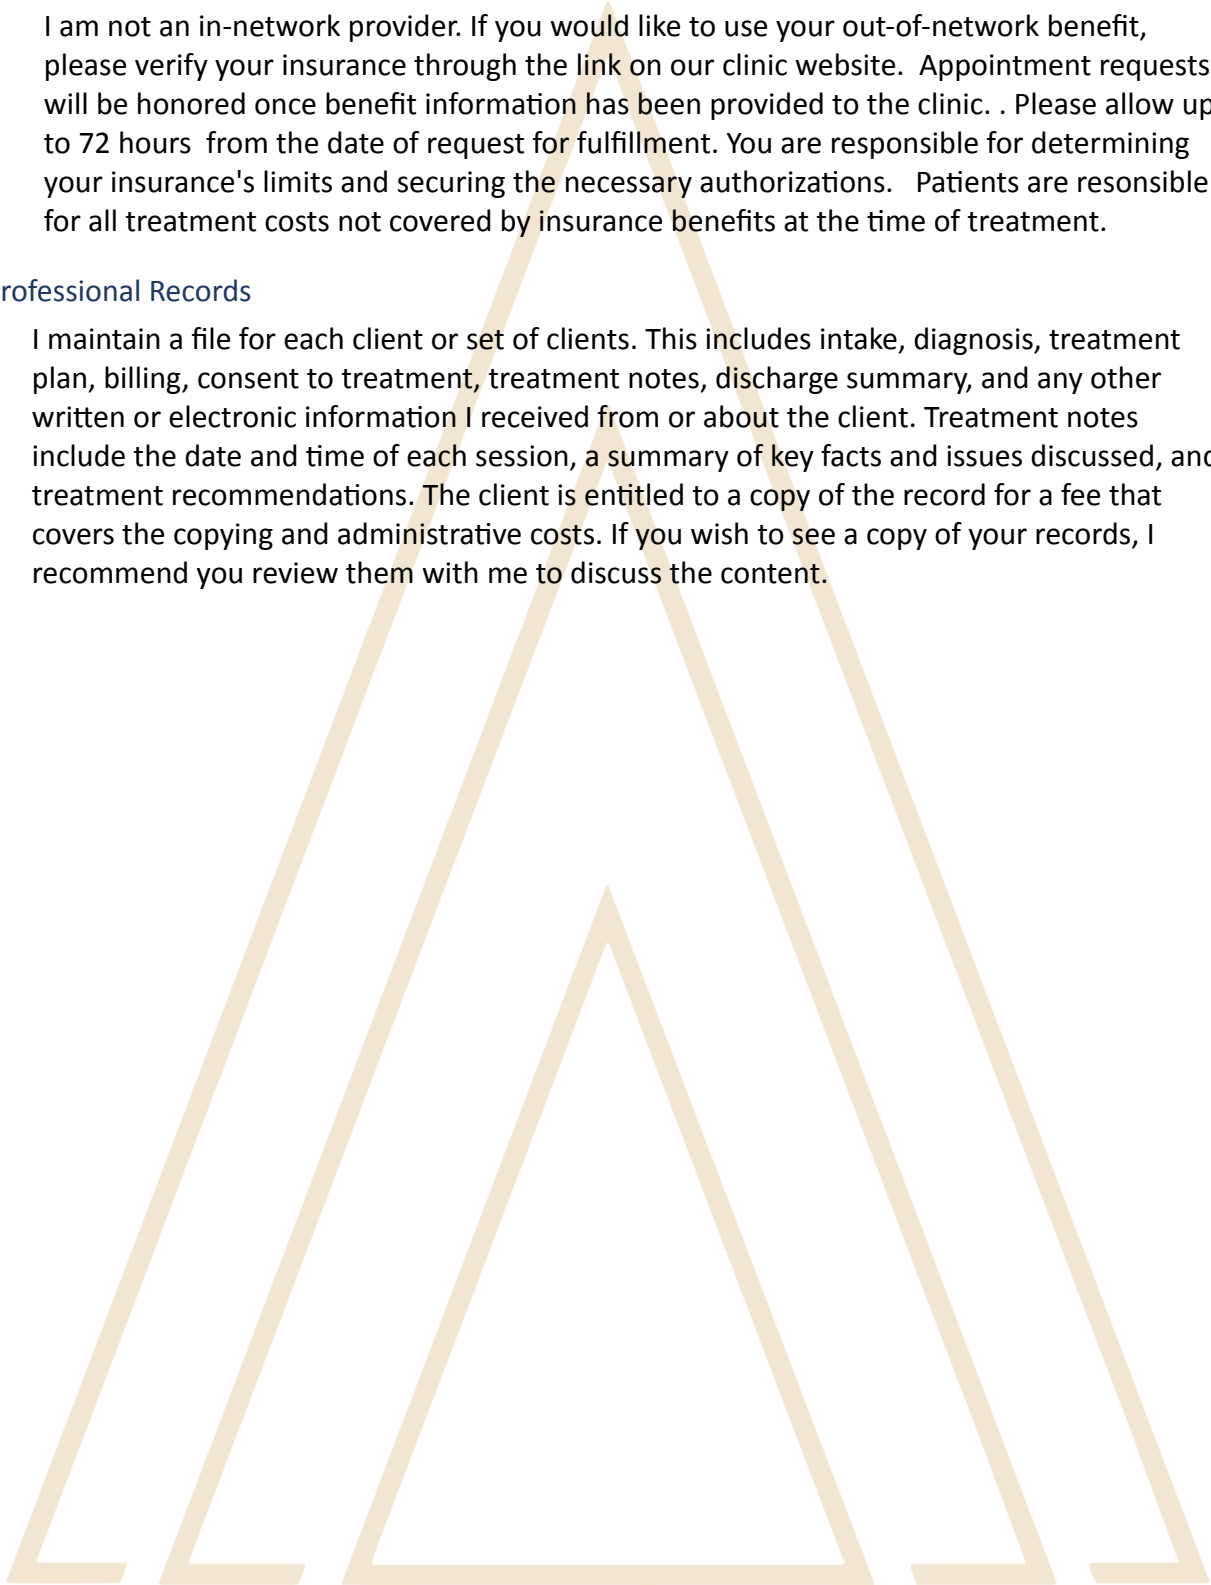 I am not an in-network provider. If you would like to use your out-of-network benefit,
please verify your insurance through the link on our clinic website.  Appointment requests
will be honored once benefit information has been provided to the clinic. . Please allow up
to 72 hours  from the date of request for fulfillment. You are responsible for determining
your insurance's limits and securing the necessary authorizations.   Patients are resonsible
for all treatment costs not covered by insurance benefits at the time of treatment.
rofessional Records
I maintain a file for each client or set of clients. This includes intake, diagnosis, treatment
plan, billing, consent to treatment, treatment notes, discharge summary, and any other
written or electronic information I received from or about the client. Treatment notes
include the date and time of each session, a summary of key facts and issues discussed, and
treatment recommendations. The client is entitled to a copy of the record for a fee that
covers the copying and administrative costs. If you wish to see a copy of your records, I
recommend you review them with me to discuss the content.